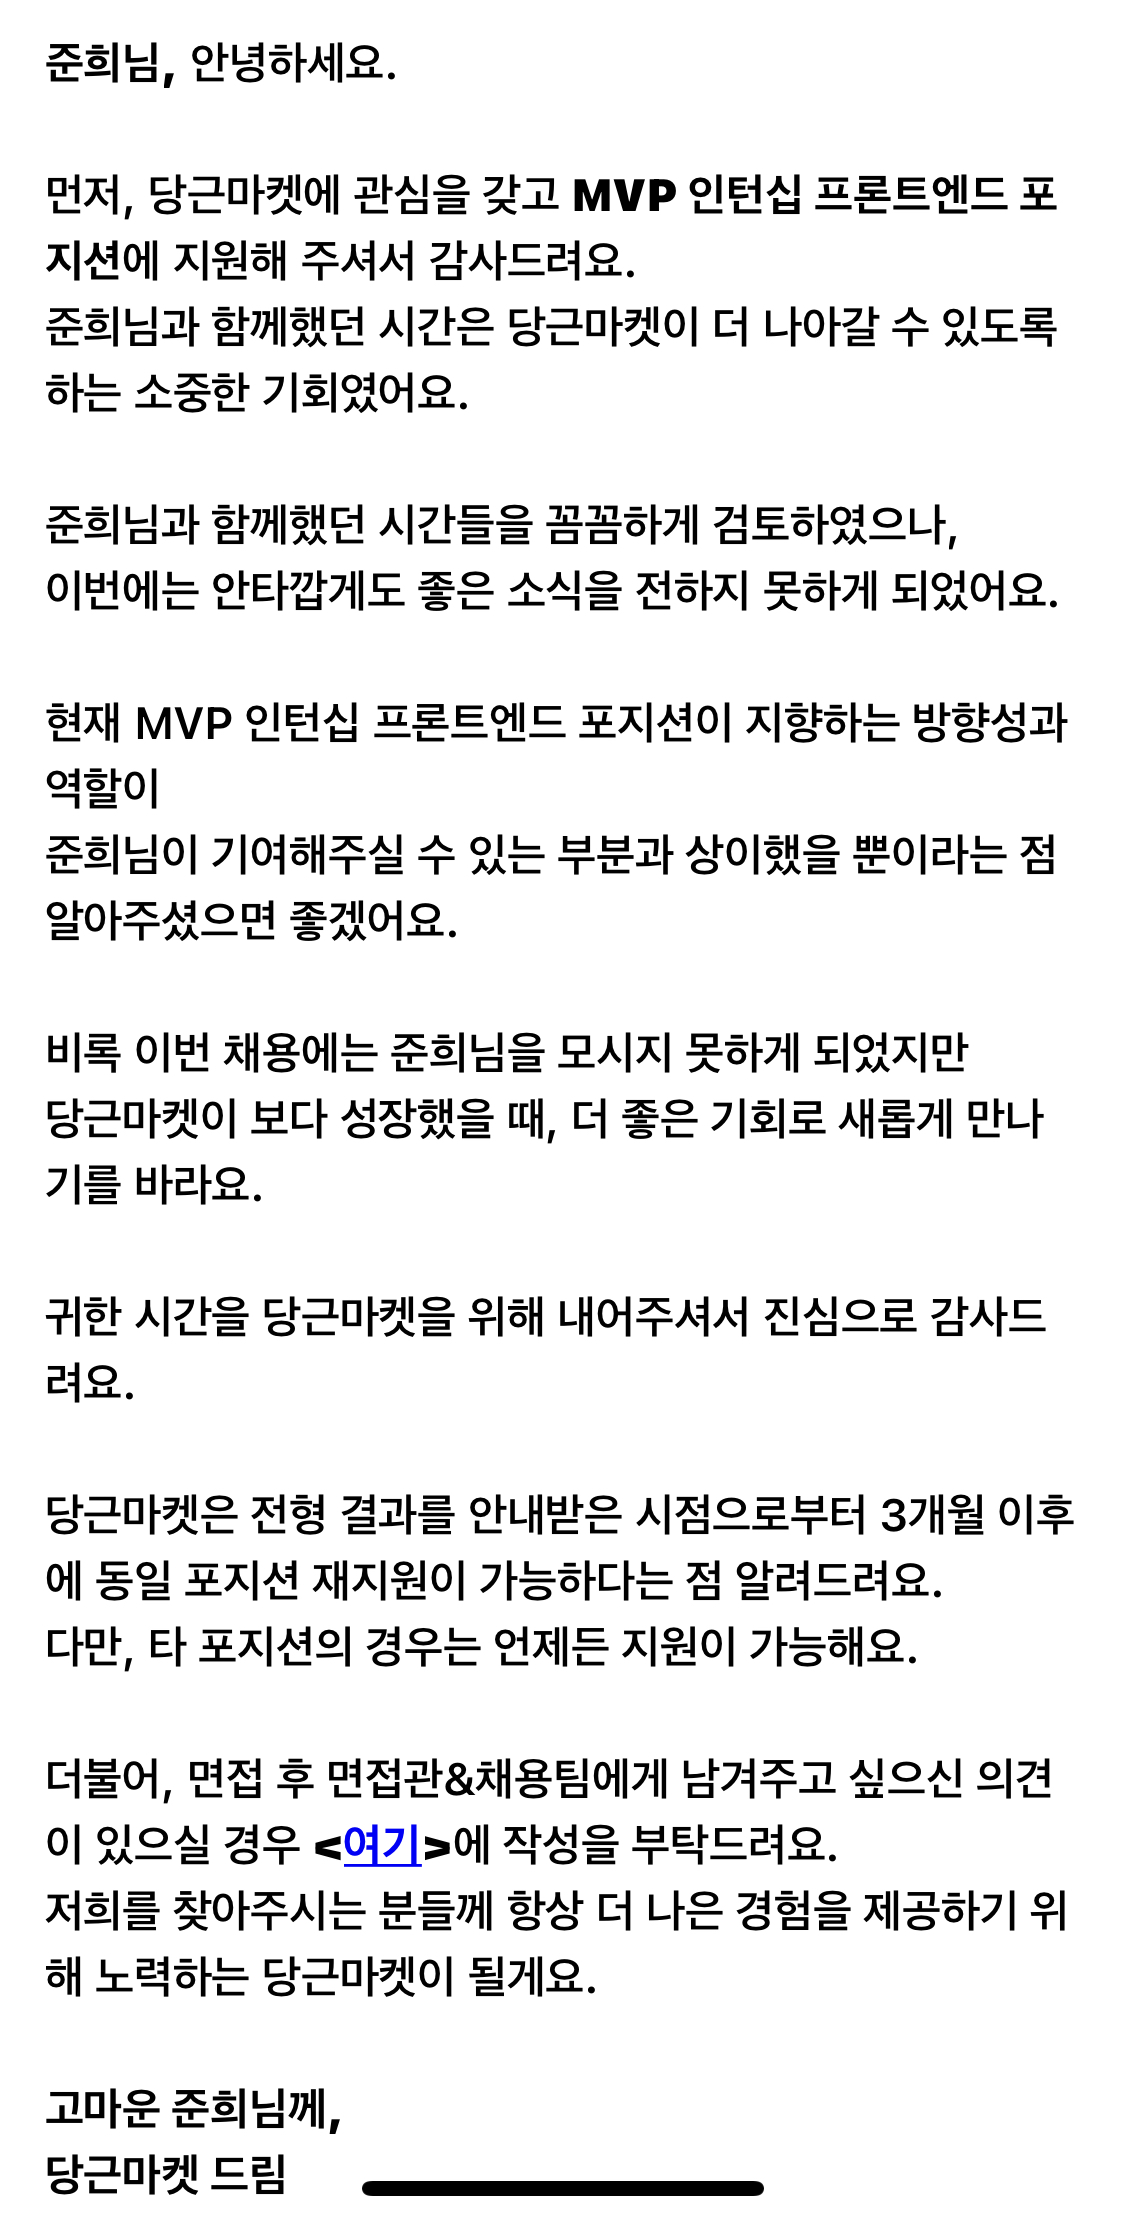 준희님, 안녕하세요.
먼저, 당근마켓에 관심을 갖고 MVP 인턴십 프론트엔드 포
지션에 지원해 주셔서 감사드려요.
준희님과 함께했던 시간은 당근마켓이 더 나아갈 수 있도록
하는 소중한 기회였어요.
준희님과 함께했던 시간들을 꼼꼼하게 검토하였으나,
이번에는 안타깝게도 좋은 소식을 전하지 못하게 되었어요.
현재 MVP 인턴십 프론트엔드 포지션이 지향하는 방향성과
역할이
준희님이 기여해주실 수 있는 부분과 상이했을 뿐이라는 점
알아주셨으면 좋겠어요.
비록 이번 채용에는 준희님을 모시지 못하게 되었지만
당근마켓이 보다 성장했을 때, 더 좋은 기회로 새롭게 만나
기를 바라요.
귀한 시간을 당근마켓을 위해 내어주셔서 진심으로 감사드
려요.
당근마켓은 전형 결과를 안내받은 시점으로부터 3개월 이후
에 동일 포지션 재지원이 가능하다는 점 알려드려요.
다만, 타 포지션의 경우는 언제든 지원이 가능해요.
더불어, 면접 후 면접관&채용팀에게 남겨주고 싶으신 의견
이 있으실 경우 <여기>에 작성을 부탁드려요.
저희를 찾아주시는 분들께 항상 더 나은 경험을 제공하기 위
해 노력하는 당근마켓이 될게요.
고마운 준희님께,
당근마켓 드림